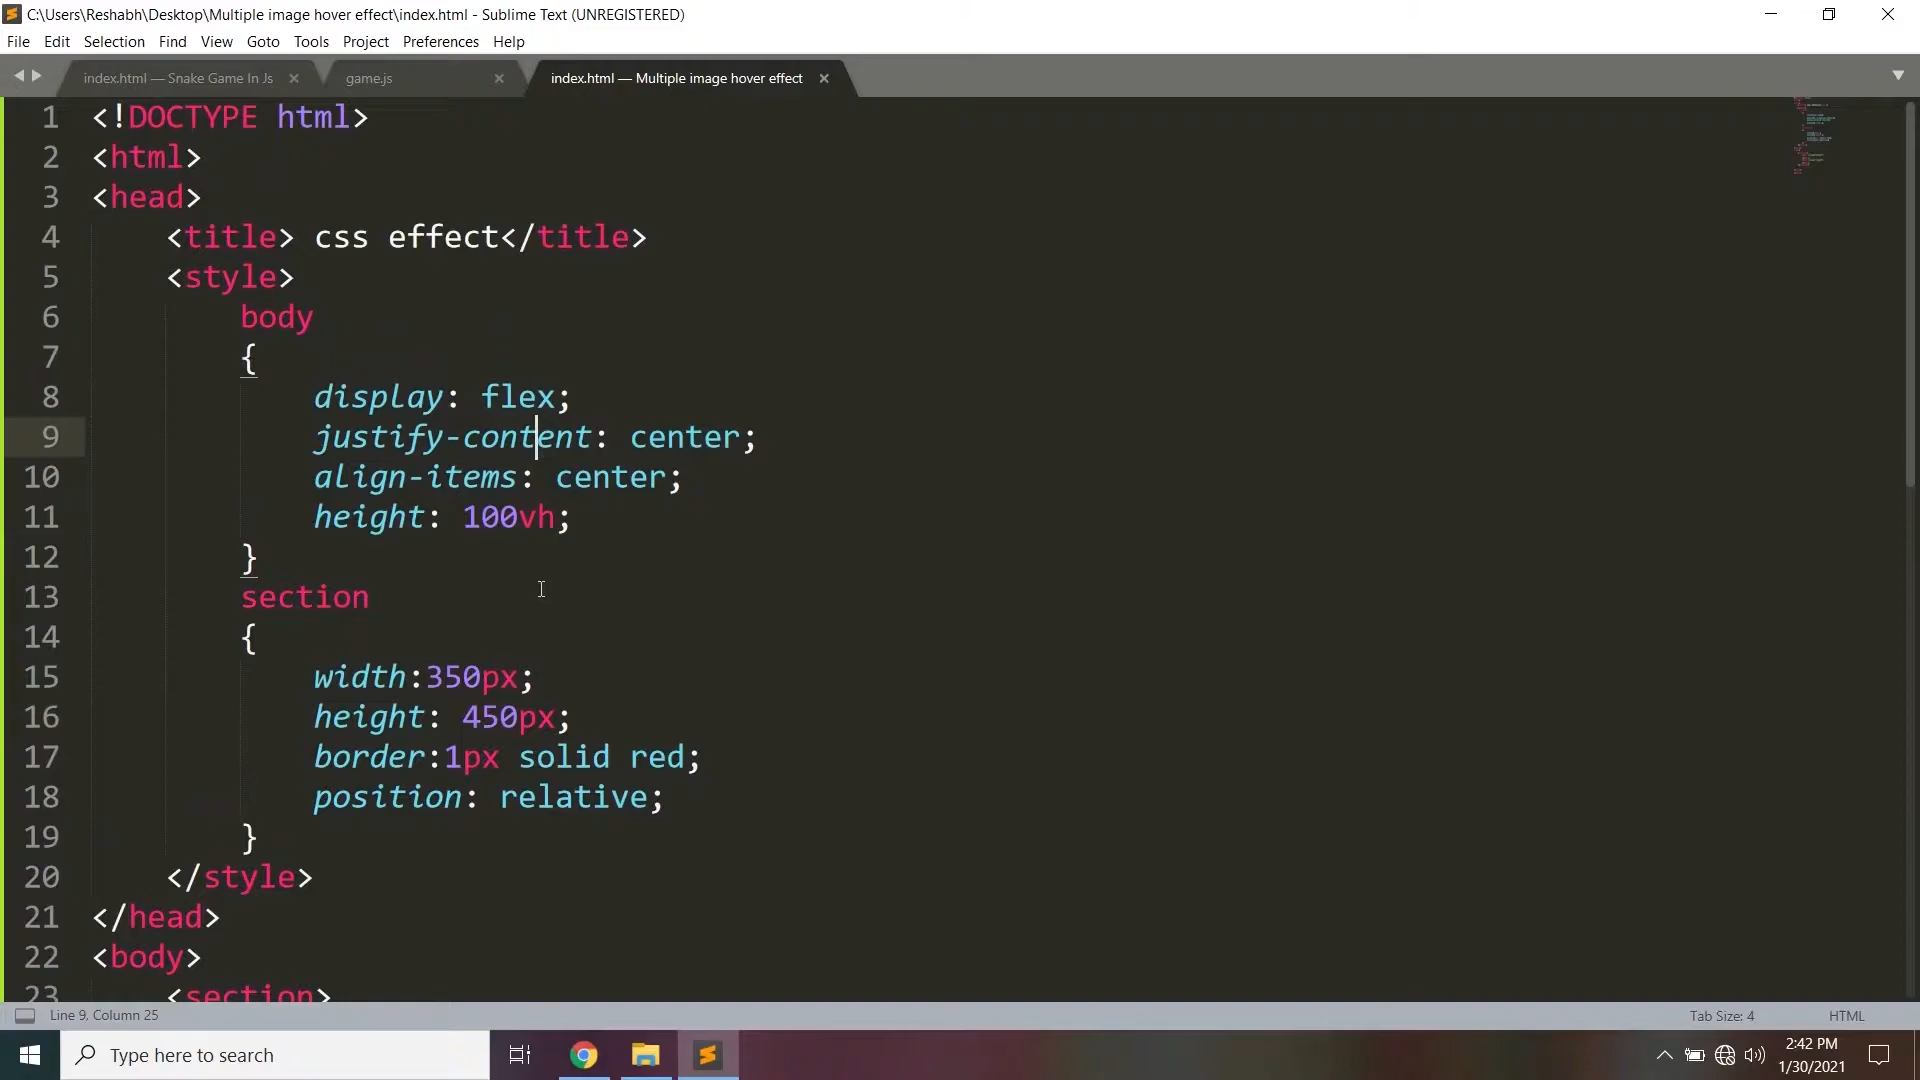 C:\Users\Reshabh\Desktop\Multiple image hover effect\index.html - Sublime Text (UNREGISTERED)
File Edit Selection Find View Goto Tools Project Preferences Help
index.html — Snake Game In Js game.js index.html — Multiple image hover effect
1 <!DOCTYPE html>
2 <html>
3 <head>
4 <title> css effect</title>
5 <style>
6 body
7 {
8 display: flex;
9 justify-content: center;
10 align-items: center;
11 height: 100vh;
12 }
13 section
14 {
15 width:350px;
16 height: 450px;
17 border:1px solid red;
18 position: relative;
19 }
20 </style>
21 </head>
22 <body>
23 <section>
Line 9, Column 25 Tab Size: 4 HTML
Type here to search
2:42 PM
1/30/2021